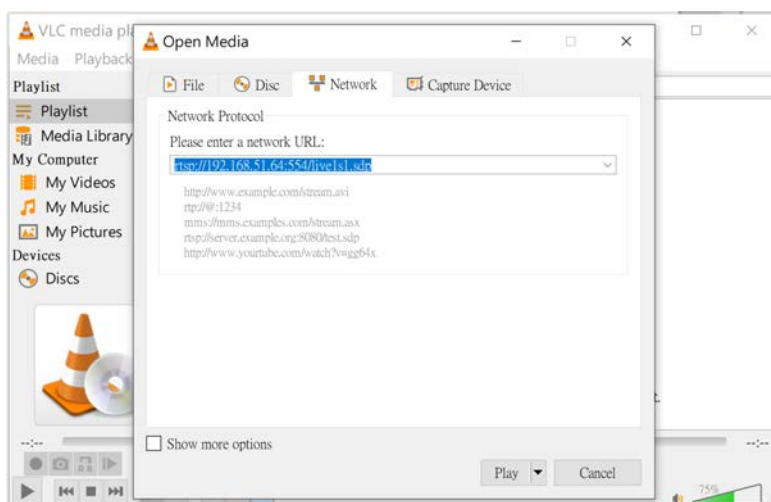 VLC media pla
Media Playback
Playlist
Playlist
Media Library
My Computer
My Videos
My Music
My Pictures
Devices
Discs
--:--
Open Media
File Disc Network Capture Device
Network Protocol
Please enter a network URL:
rtsp://192.168.51.64:554/live1s1.sdp
http://www.example.com/stream.avi
rtp://@:1234
mms://mms.examples.com/stream.asx
rtsp://server.example.org:8080/test.sdp
http://www.yourtube.com/watch?v=gg64x
Show more options
Play Cancel
--:--
75%